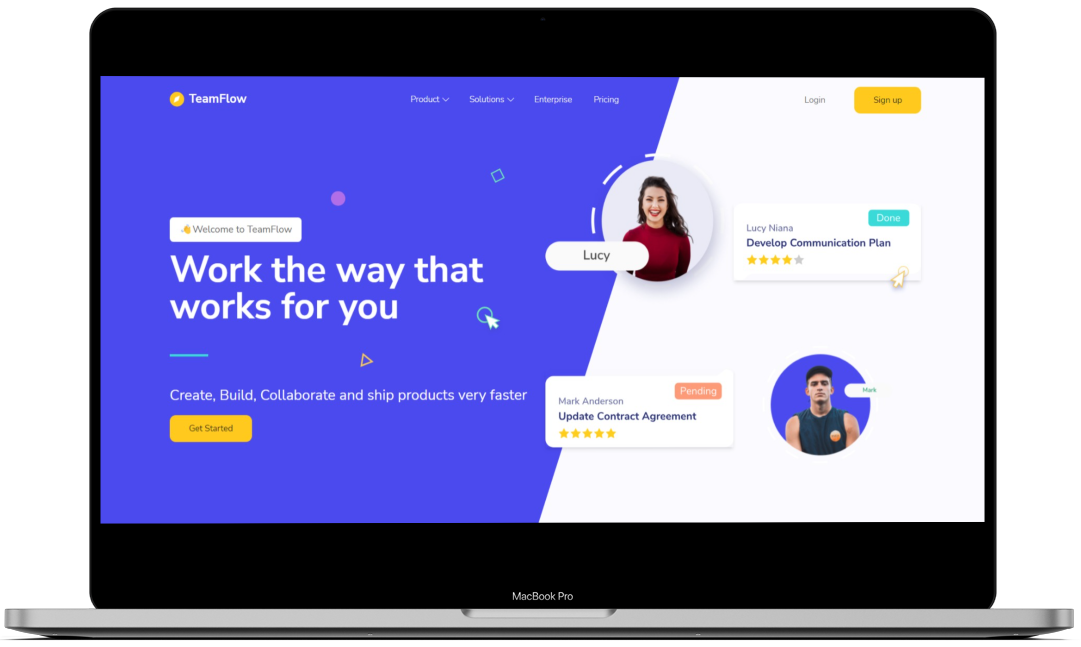 TeamFlow
Product
Solutions
Enterprise
Pricing
Login
Sign up
Welcome to TeamFlow
Work the way that
works for you
Create, Build, Collaborate and ship products very faster
Get Started
Lucy
Done
Lucy Niana
Develop Communication Plan
Pending
Mark Anderson
Update Contract Agreement
Mark
MacBook Pro